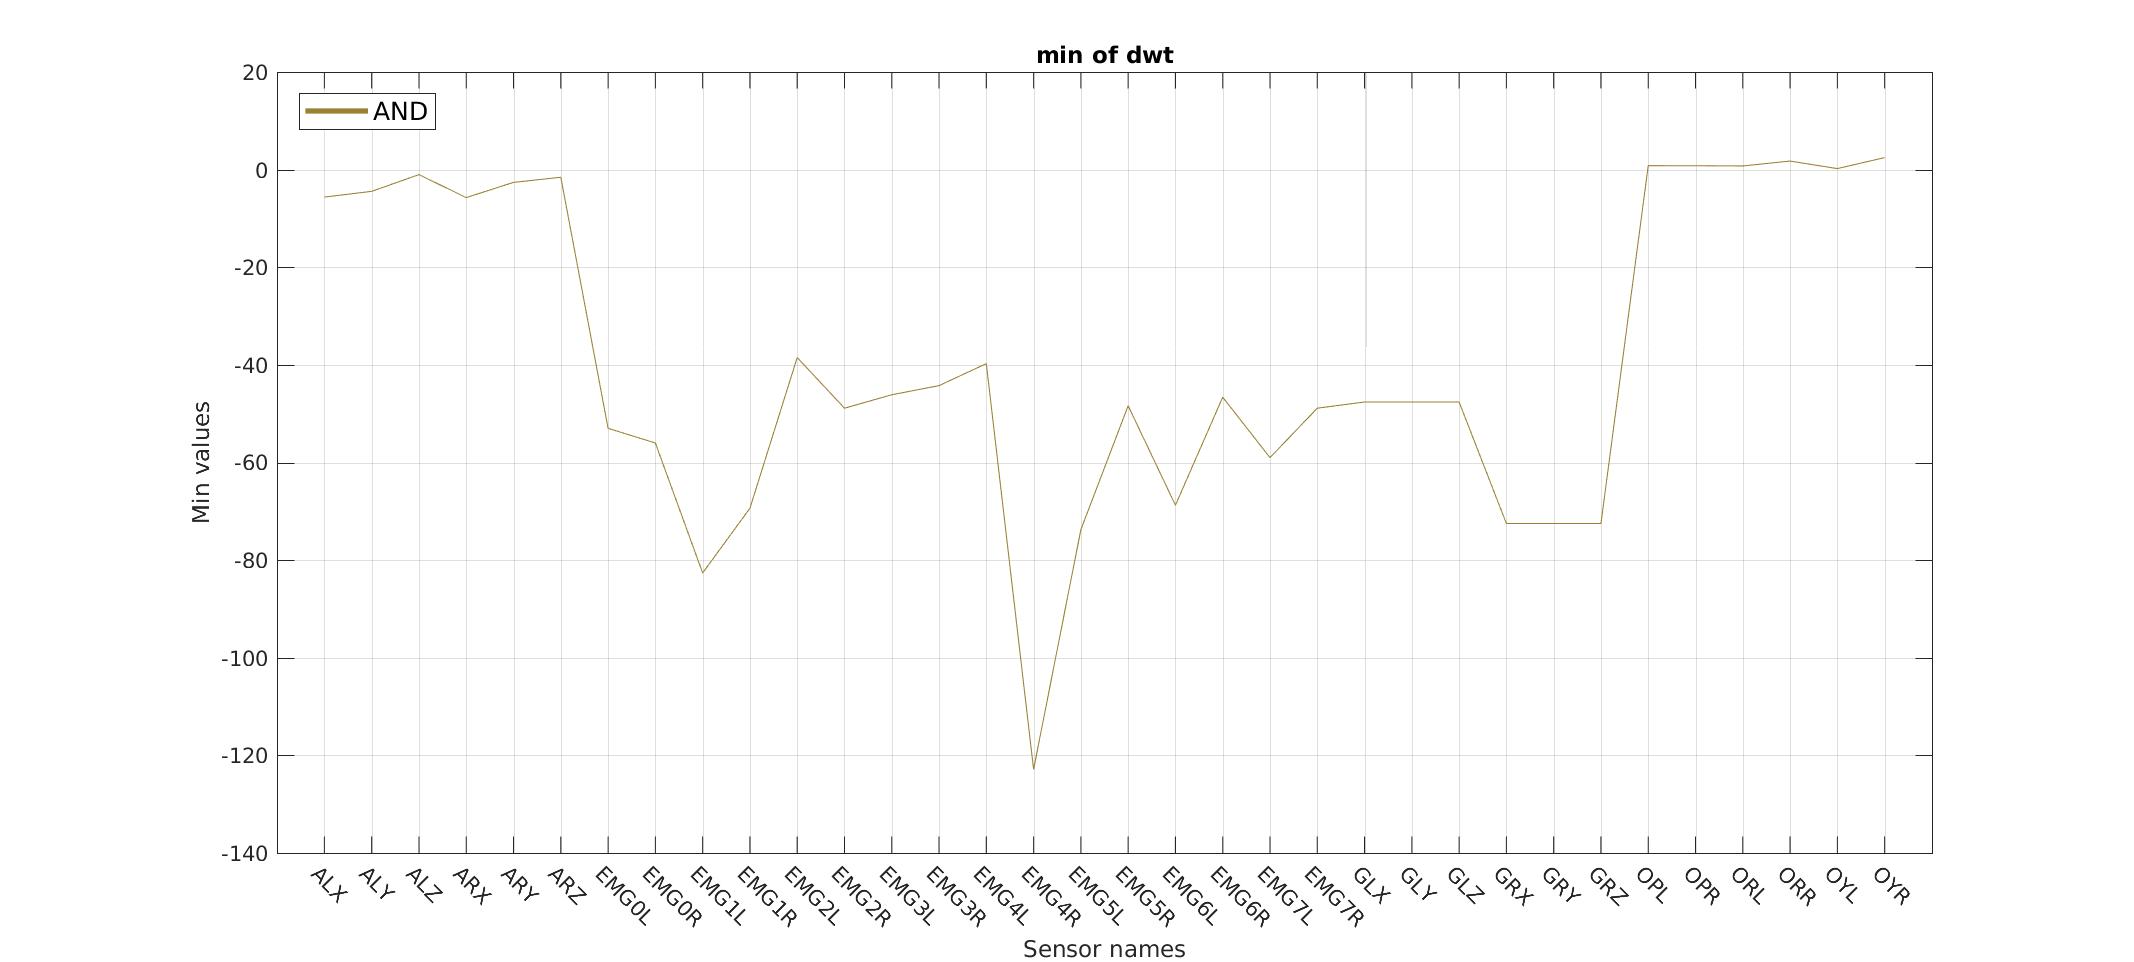 min of dwt
AND
20
0
-20
-40
-60
-80
-100
-120
-140
Min values
ALX
ALY
ALZ
ARX
ARY
ARZ
EMG0L
EMG0R
EMG1L
EMG1R
EMG2L
EMG2R
EMG3L
EMG3R
EMG4L
EMG4R
EMG5L
EMG5R
EMG6L
EMG6R
EMG7L
EMG7R
GLX
GLY
GLZ
GRX
GRY
GRZ
OPL
OPR
ORL
ORR
OYL
OYR
Sensor names